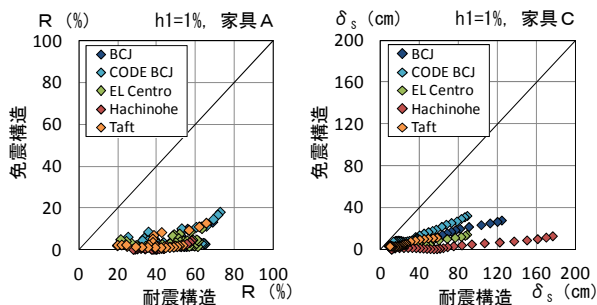 R (%) h1=1%, 家具A
100
80
60
40
20
0
免震構造
BCJ
CODE BCJ
EL Centro
Hachinohe
Taft
0 20 40 60 80 100
耐震構造 R (%)
δs (cm) h1=1%, 家具C
200
160
120
80
40
0
免震構造
BCJ
CODE BCJ
EL Centro
Hachinohe
Taft
0 40 80 120 160 200
耐震構造 δs (cm)